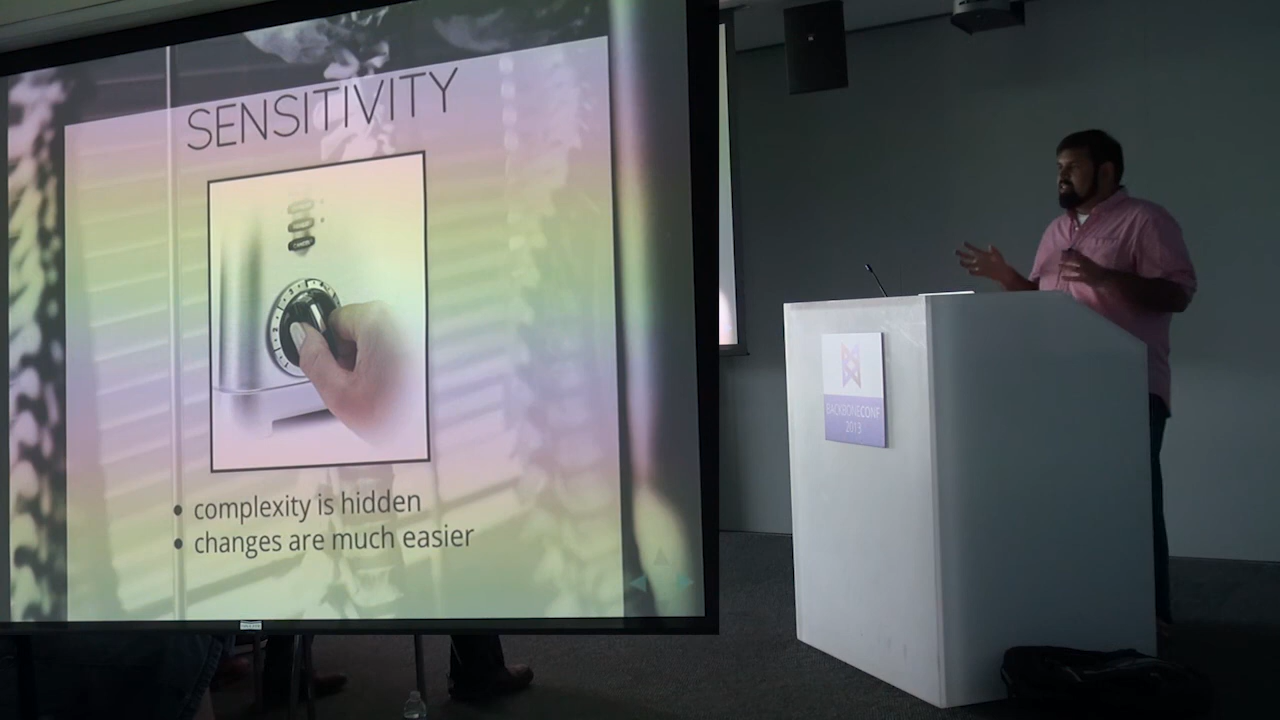 SENSITIVITY
• complexity is hidden
• changes are much easier
BACKBONECONF
2013